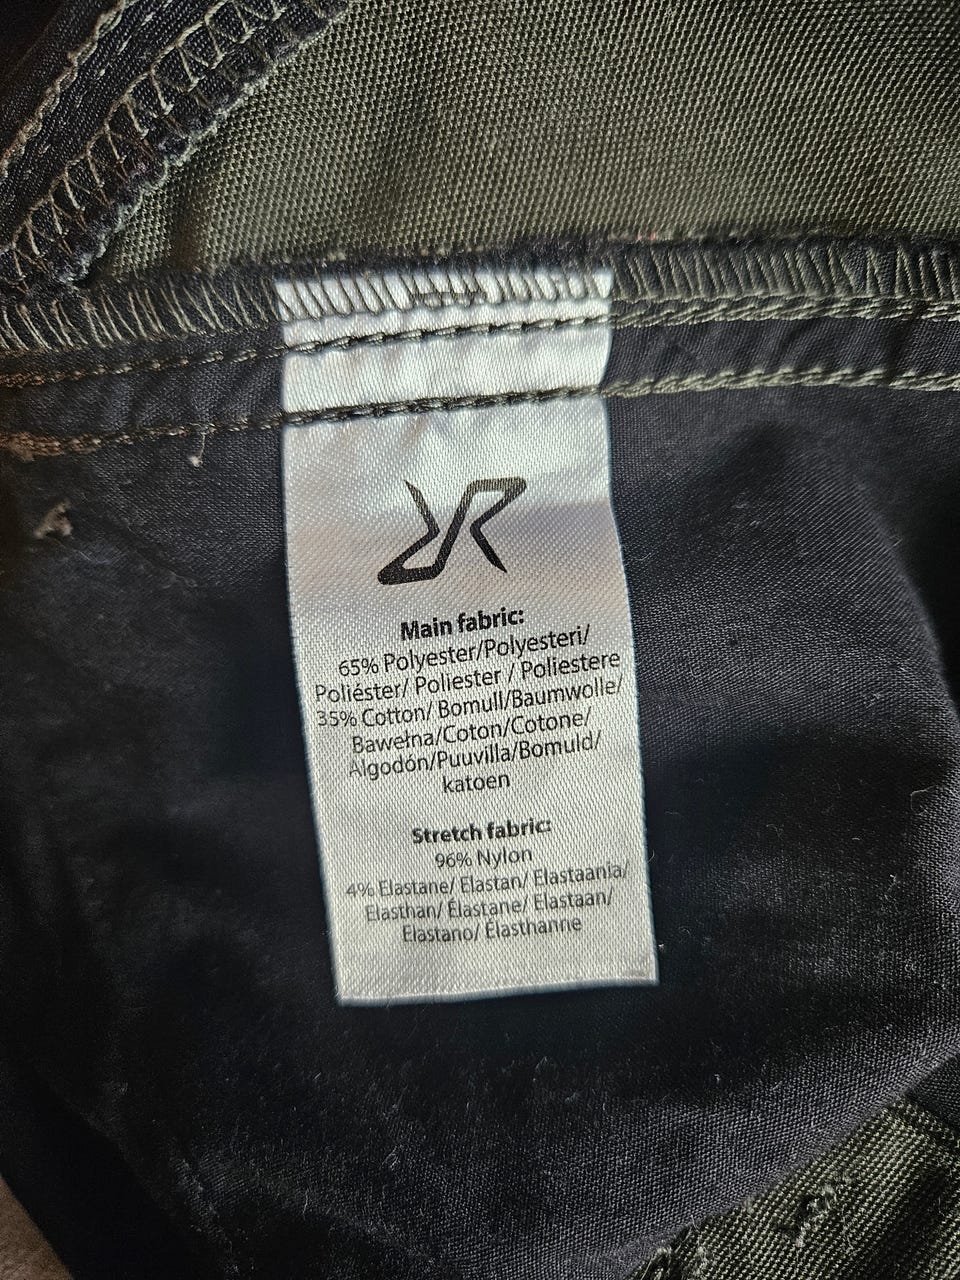 Main fabric:
65% Polyester/Polyesteri/
Poliéster/ Poliester / Poliestere
35% Cotton/ Bomull/Baumwolle/
Bawełna/Coton/Cotone/
Algodón/Puuvilla/Bomuld/
katoen
Stretch fabric:
96% Nylon
4% Elastane/ Elastan/ Elastaania/
Elasthan/ Élastane/ Elastaan/
Elastano/ Elasthanne